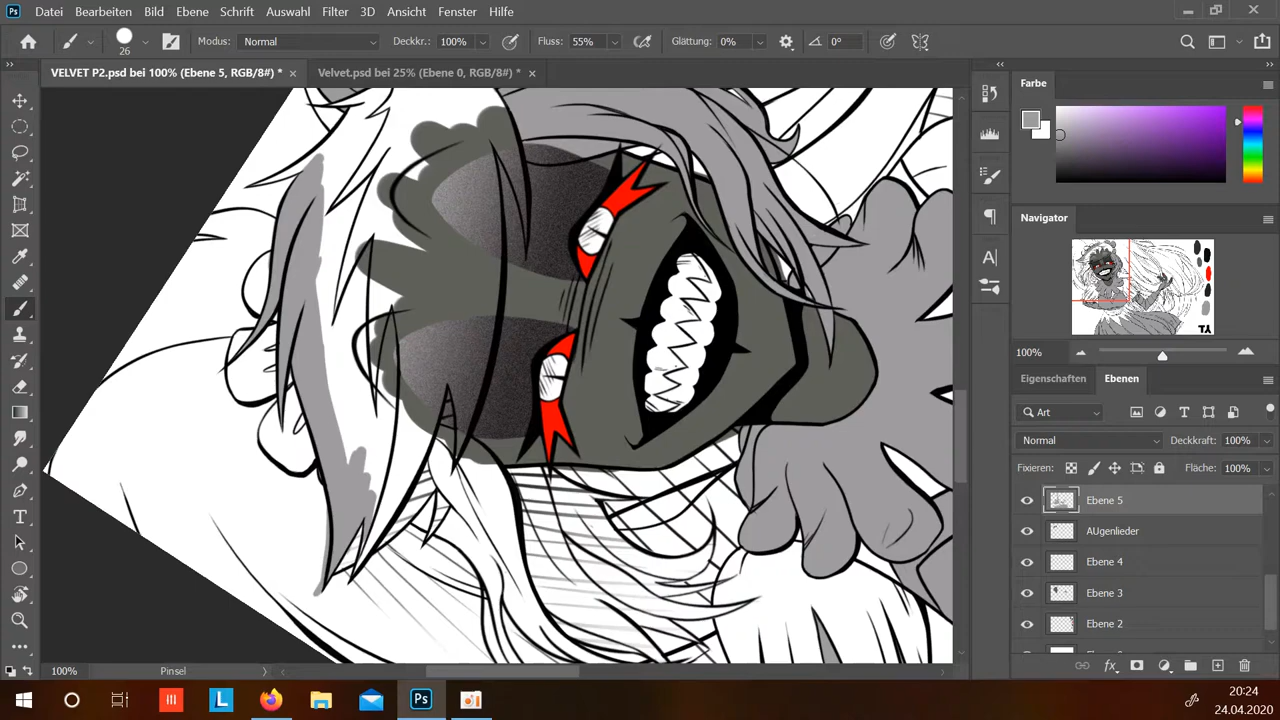 Ps Datei Bearbeiten Bild Ebene Schrift Auswahl Filter 3D Ansicht Fenster Hilfe
26 Modus: Normal Deckkr.: 100% Fluss: 55% Glättung: 0% 0°
VELVET P2.psd bei 100% (Ebene 5, RGB/8#) * Velvet.psd bei 25% (Ebene 0, RGB/8#) *
Farbe
Navigator
100%
Eigenschaften Ebenen
Art
Normal Deckkraft: 100%
Fixieren: Fläche: 100%
Ebene 5
AUgenlieder
Ebene 4
Ebene 3
Ebene 2
fx
100% Pinsel
L Ps
20:24
24.04.2020